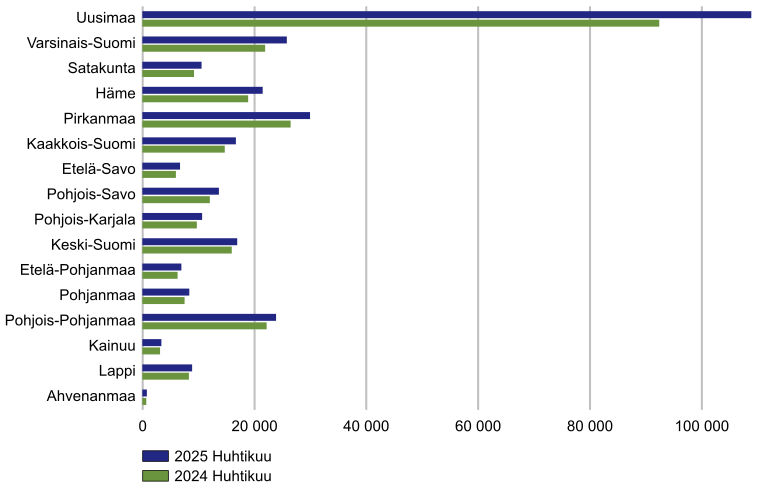 Uusimaa
Varsinais-Suomi
Satakunta
Häme
Pirkanmaa
Kaakkois-Suomi
Etelä-Savo
Pohjois-Savo
Pohjois-Karjala
Keski-Suomi
Etelä-Pohjanmaa
Pohjanmaa
Pohjois-Pohjanmaa
Kainuu
Lappi
Ahvenanmaa
0 20 000 40 000 60 000 80 000 100 000
2025 Huhtikuu
2024 Huhtikuu